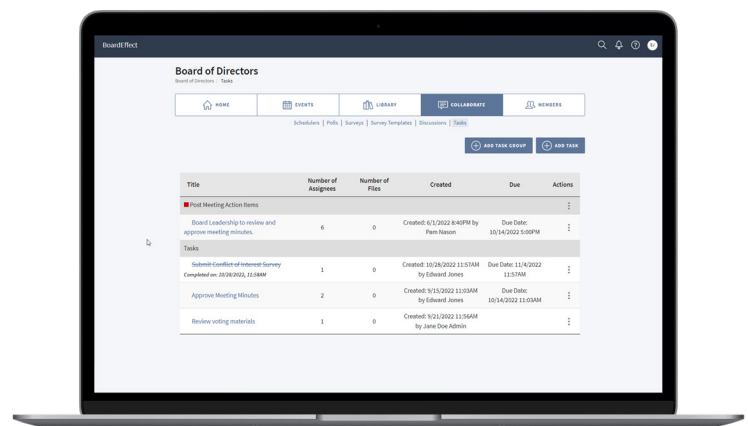 BoardEffect
EJ
Board of Directors
Board of Directors / Tasks
HOME
EVENTS
LIBRARY
COLLABORATE
MEMBERS
Schedulers | Polls | Surveys | Survey Templates | Discussions | Tasks
ADD TASK GROUP
ADD TASK
Title
Number of
Assignees
Number of
Files
Created
Due
Actions
Post Meeting Action Items
Board Leadership to review and
approve meeting minutes.
6
0
Created: 6/1/2022 8:40PM by
Pam Nason
Due Date:
10/14/2022 5:00PM
Tasks
Submit Conflict of Interest Survey
Completed on: 10/28/2022, 11:58AM
1
0
Created: 10/28/2022 11:57AM
by Edward Jones
Due Date: 11/4/2022
11:57AM
Approve Meeting Minutes
2
0
Created: 9/15/2022 11:03AM
by Edward Jones
Due Date:
10/14/2022 11:03AM
Review voting materials
1
0
Created: 9/21/2022 11:56AM
by Jane Doe Admin